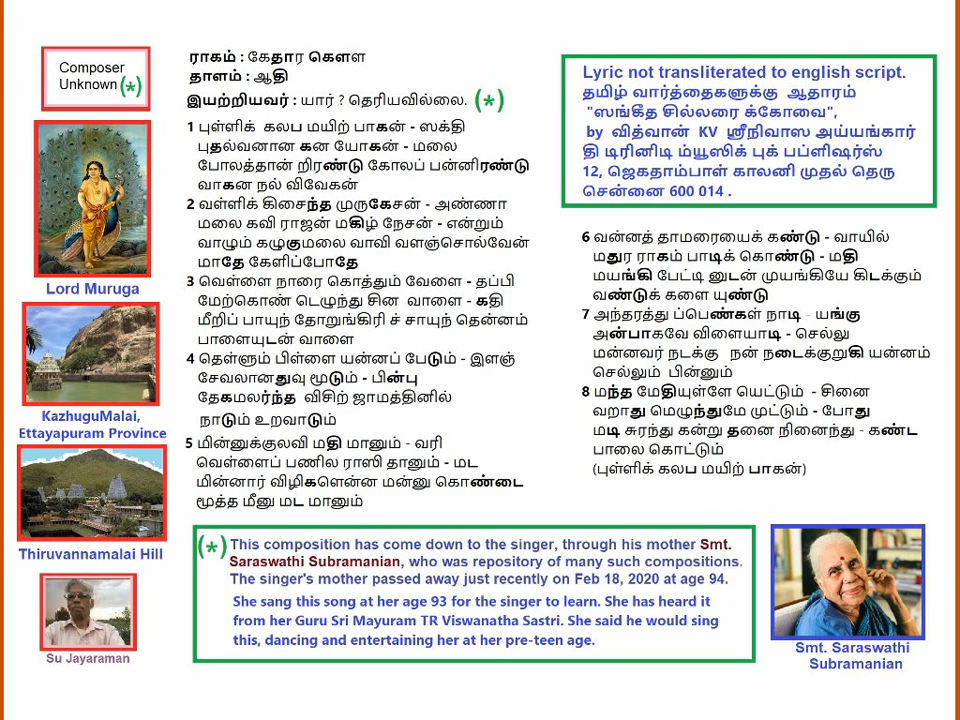 Composer
Unknown (*)
Lord Muruga
KazhuguMalai,
Ettayapuram Province
Thiruvannamalai Hill
Su Jayaraman
ராகம் : கேதார கௌள
தாளம் : ஆதி
இயற்றியவர் : யார் ? தெரியவில்லை. (*)
1 புள்ளிக் கலப மயிற் பாகன் - ஸக்தி
புதல்வனான கன யோகன் - மலை
போலத்தான் றிரண்டு கோலப் பன்னிரண்டு
வாகன நல் விவேகன்
2 வள்ளிக் கிசைந்த முருகேசன் - அண்ணா
மலை கவி ராஜன் மகிழ் நேசன் - என்றும்
வாழும் கழுகுமலை வாவி வளஞ்சொல்வேன்
மாதே கேளிப்போதே
3 வெள்ளை நாரை கொத்தும் வேளை - தப்பி
மேற்கொண் டெழுந்து சின வாளை - கதி
மீறிப் பாயுந் தோறுங்கிரி ச் சாயுந் தென்னம்
பாளையுடன் வாளை
4 தெள்ளும் பிள்ளை யன்னப் பேடும் - இளஞ்
சேவலானதுவு மூடும் - பின்பு
தேகமலர்ந்த விசிற் ஜாமத்தினில்
நாடும் உறவாடும்
5 மின்னுக்குலவி மதி மானும் - வரி
வெள்ளைப் பணில ராஸி தானும் - மட
மின்னார் விழிகளென்ன மன்னு கொண்டை
மூத்த மீனு மட மானும்
Lyric not transliterated to english script.
தமிழ் வார்த்தைகளுக்கு ஆதாரம்
"ஸங்கீத சில்லரை க்கோவை",
by வித்வான் KV ஸ்ரீநிவாஸ அய்யங்கார்
தி டிரினிடி ம்யூஸிக் புக் பப்ளிஷர்ஸ்
12, ஜெகதாம்பாள் காலனி முதல் தெரு
சென்னை 600 014 .
6 வன்னத் தாமரையைக் கண்டு - வாயில்
மதுர ராகம் பாடிக் கொண்டு - மதி
மயங்கி பேட்டி னுடன் முயங்கியே கிடக்கும்
வண்டுக் களை யுண்டு
7 அந்தரத்து ப்பெண்கள் நாடி - யங்கு
அன்பாகவே விளையாடி - செல்லு
மன்னவர் நடக்கு நன் நடைக்குறுகி யன்னம்
செல்லும் பின்னும்
8 மந்த மேதியுள்ளே யெட்டும் - சினை
வறாது மெழுந்துமே முட்டும் - போது
மடி சுரந்து கன்று தனை நினைந்து - கண்ட
பாலை கொட்டும்
(புள்ளிக் கலப மயிற் பாகன்)
(*) This composition has come down to the singer, through his mother Smt.
Saraswathi Subramanian, who was repository of many such compositions.
The singer's mother passed away just recently on Feb 18, 2020 at age 94.
She sang this song at her age 93 for the singer to learn. She has heard it
from her Guru Sri Mayuram TR Viswanatha Sastri. She said he would sing
this, dancing and entertaining her at her pre-teen age.
Smt. Saraswathi
Subramanian